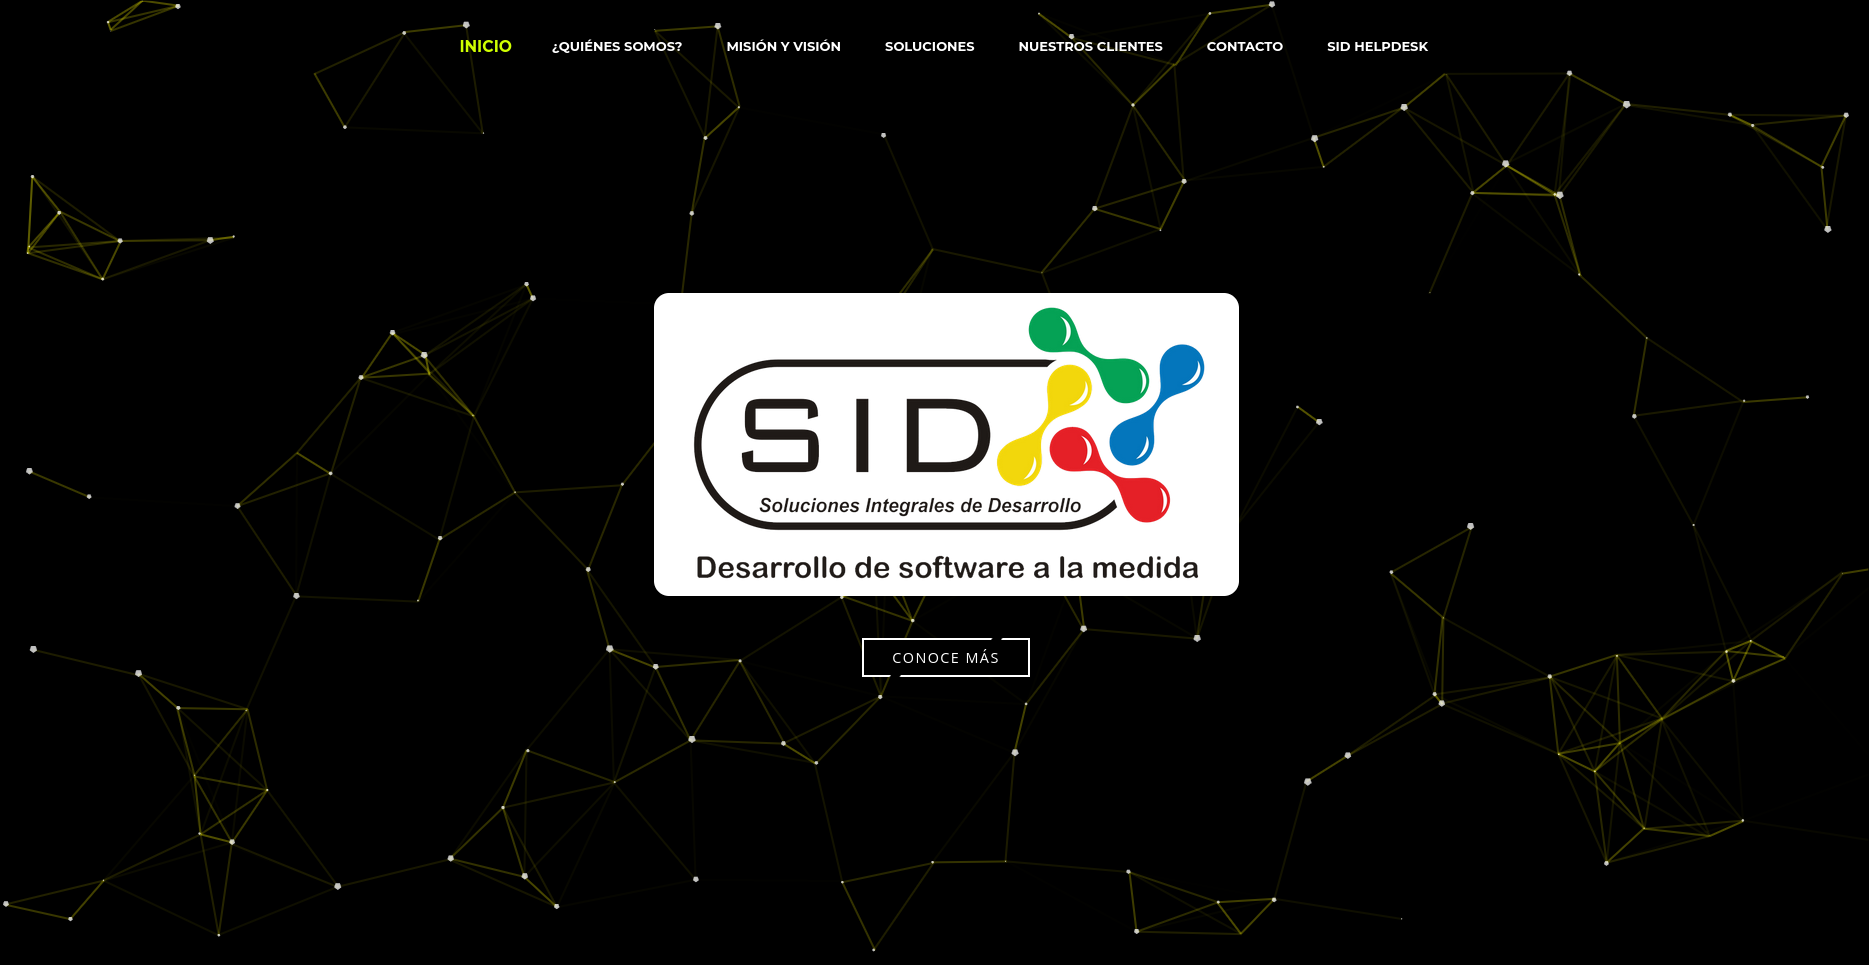 INICIO ¿QUIÉNES SOMOS? MISIÓN Y VISIÓN SOLUCIONES NUESTROS CLIENTES CONTACTO SID HELPDESK
SID
Soluciones Integrales de Desarrollo
Desarrollo de software a la medida
CONOCE MÁS